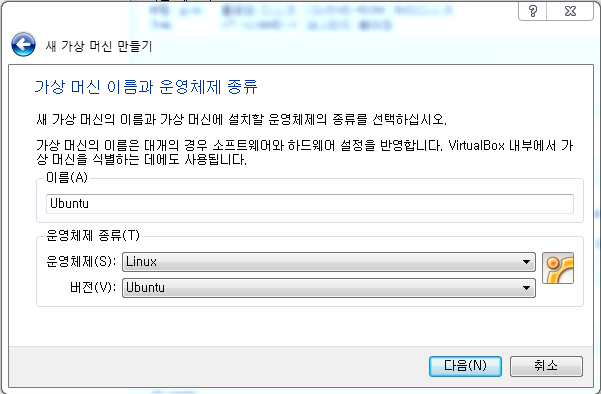 새 가상 머신 만들기
가상 머신 이름과 운영체제 종류
새 가상 머신의 이름과 가상 머신에 설치할 운영체제의 종류를 선택하십시오.
가상 머신의 이름은 대개의 경우 소프트웨어와 하드웨어 설정을 반영합니다. VirtualBox 내부에서 가
상 머신을 식별하는 데에도 사용됩니다.
이름(A)
Ubuntu
운영체제 종류(T)
운영체제(S): Linux
버전(V): Ubuntu
다음(N) 취소